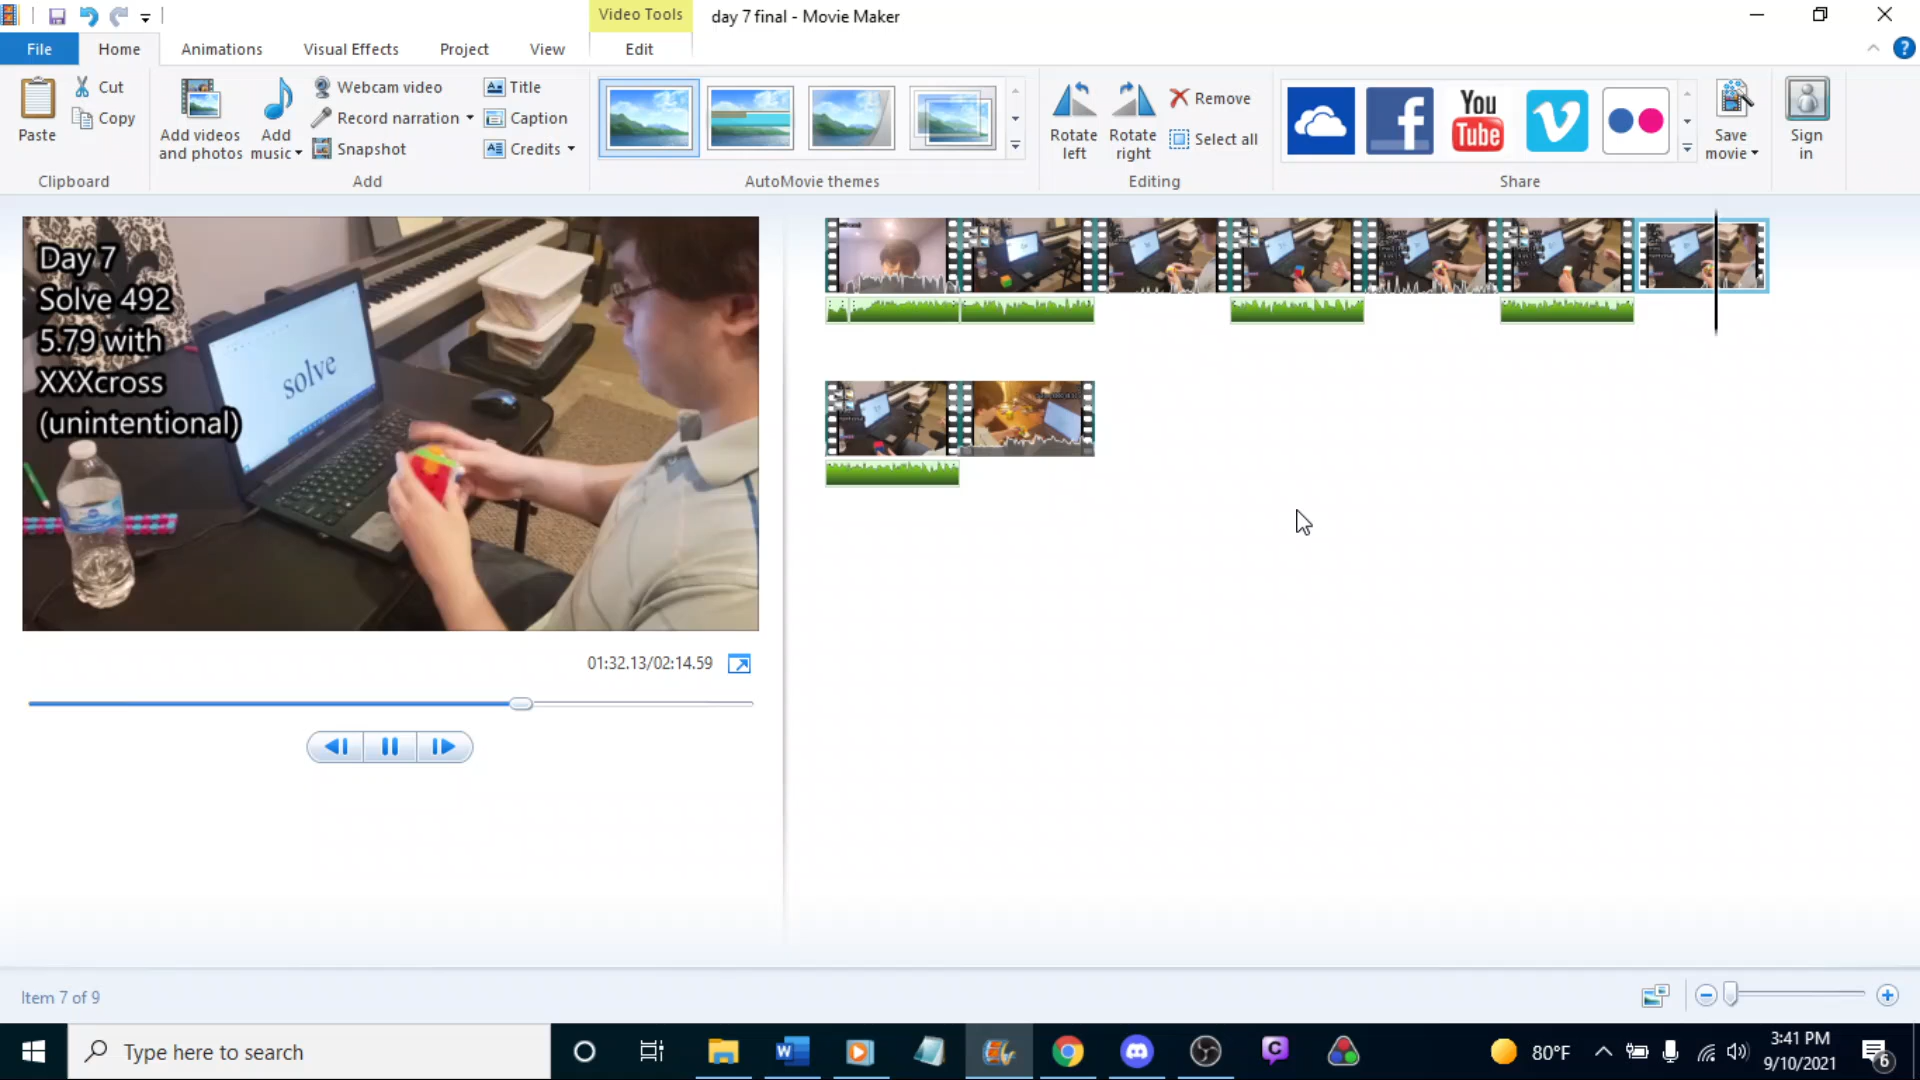 Video Tools
day 7 final - Movie Maker
File
Home
Animations
Visual Effects
Project
View
Edit
?
Paste
Cut
Copy
Clipboard
Add videos
and photos
Add
music
Webcam video
Record narration
Snapshot
Title
Caption
Credits
Add
AutoMovie themes
Rotate
left
Rotate
right
Remove
Select all
Editing
You
Tube
Share
Save
movie
Sign
in
Day 7
Solve 492
5.79 with
XXXcross
(unintentional)
solve
01:32.13/02:14.59
Item 7 of 9
Type here to search
80°F
3:41 PM
9/10/2021
6